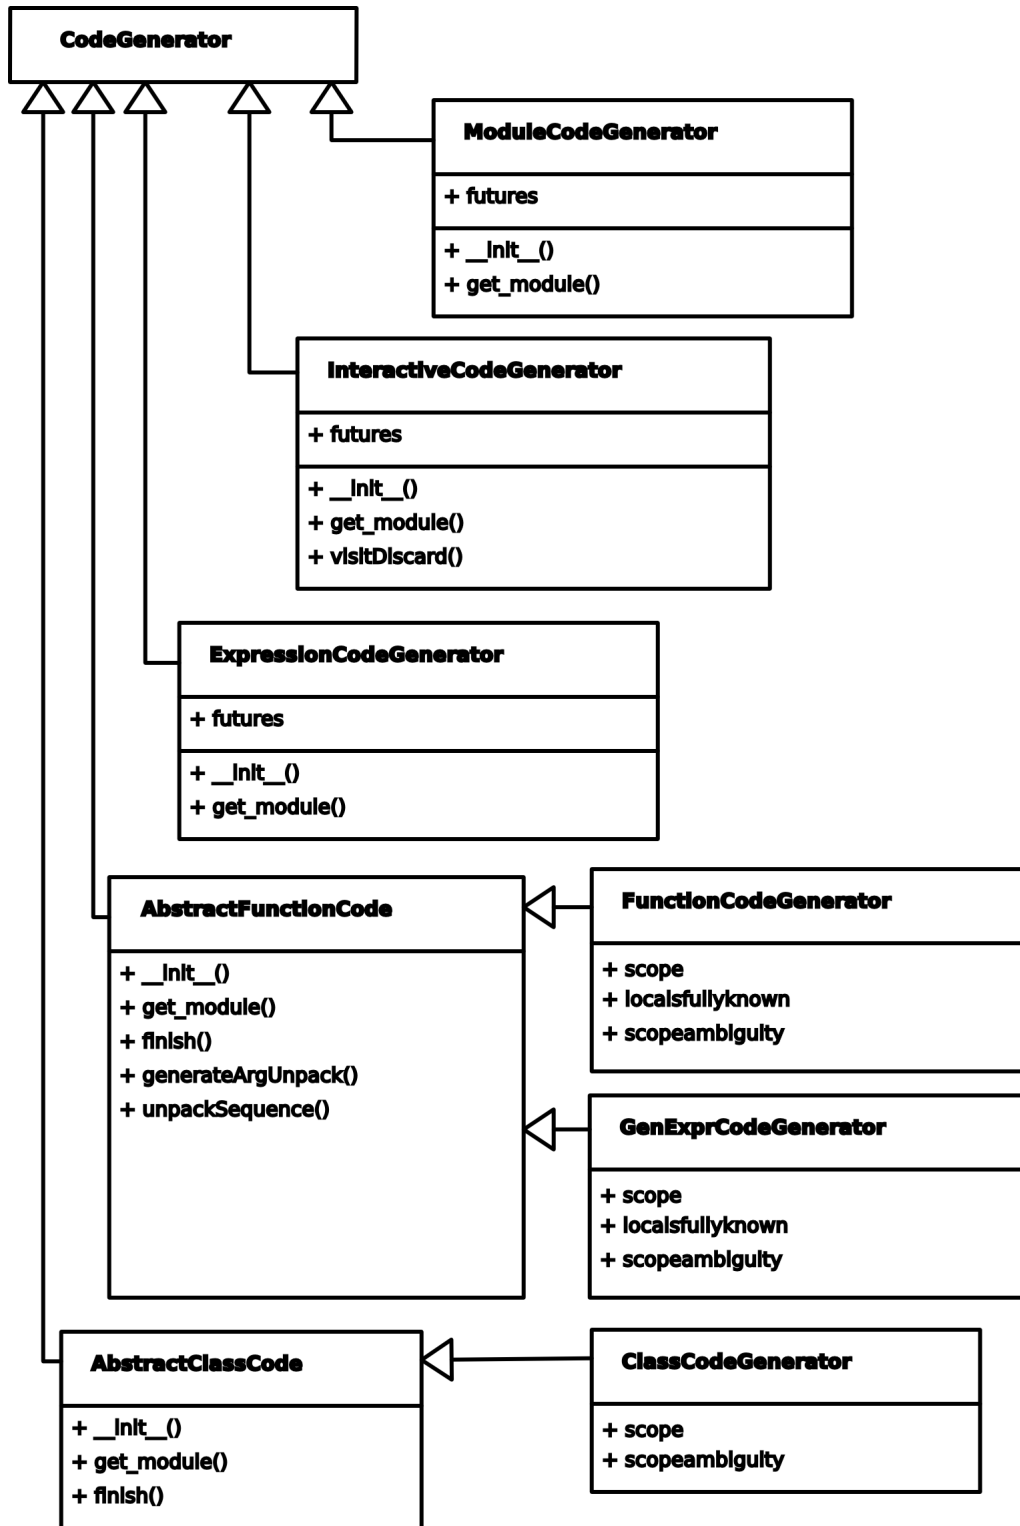 CodeGenerator
ModuleCodeGenerator
+ futures
+ __init__()
+ get_module()
InteractiveCodeGenerator
+ futures
+ __init__()
+ get_module()
+ visitDiscard()
ExpressionCodeGenerator
+ futures
+ __init__()
+ get_module()
AbstractFunctionCode
+ __init__()
+ get_module()
+ finish()
+ generateArgUnpack()
+ unpackSequence()
FunctionCodeGenerator
+ scope
+ localsfullyknown
+ scopeambiguity
GenExprCodeGenerator
+ scope
+ localsfullyknown
+ scopeambiguity
AbstractClassCode
+ __init__()
+ get_module()
+ finish()
ClassCodeGenerator
+ scope
+ scopeambiguity